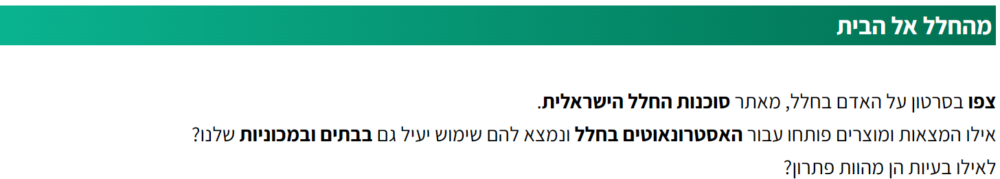 מהחלל אל הבית
צפו בסרטון על האדם בחלל, מאתר סוכנות החלל הישראלית.
אילו המצאות ומוצרים פותחו עבור האסטרונאוטים בחלל ונמצא להם שימוש יעיל גם בבתים ובמכוניות שלנו?
לאילו בעיות הן מהוות פתרון?